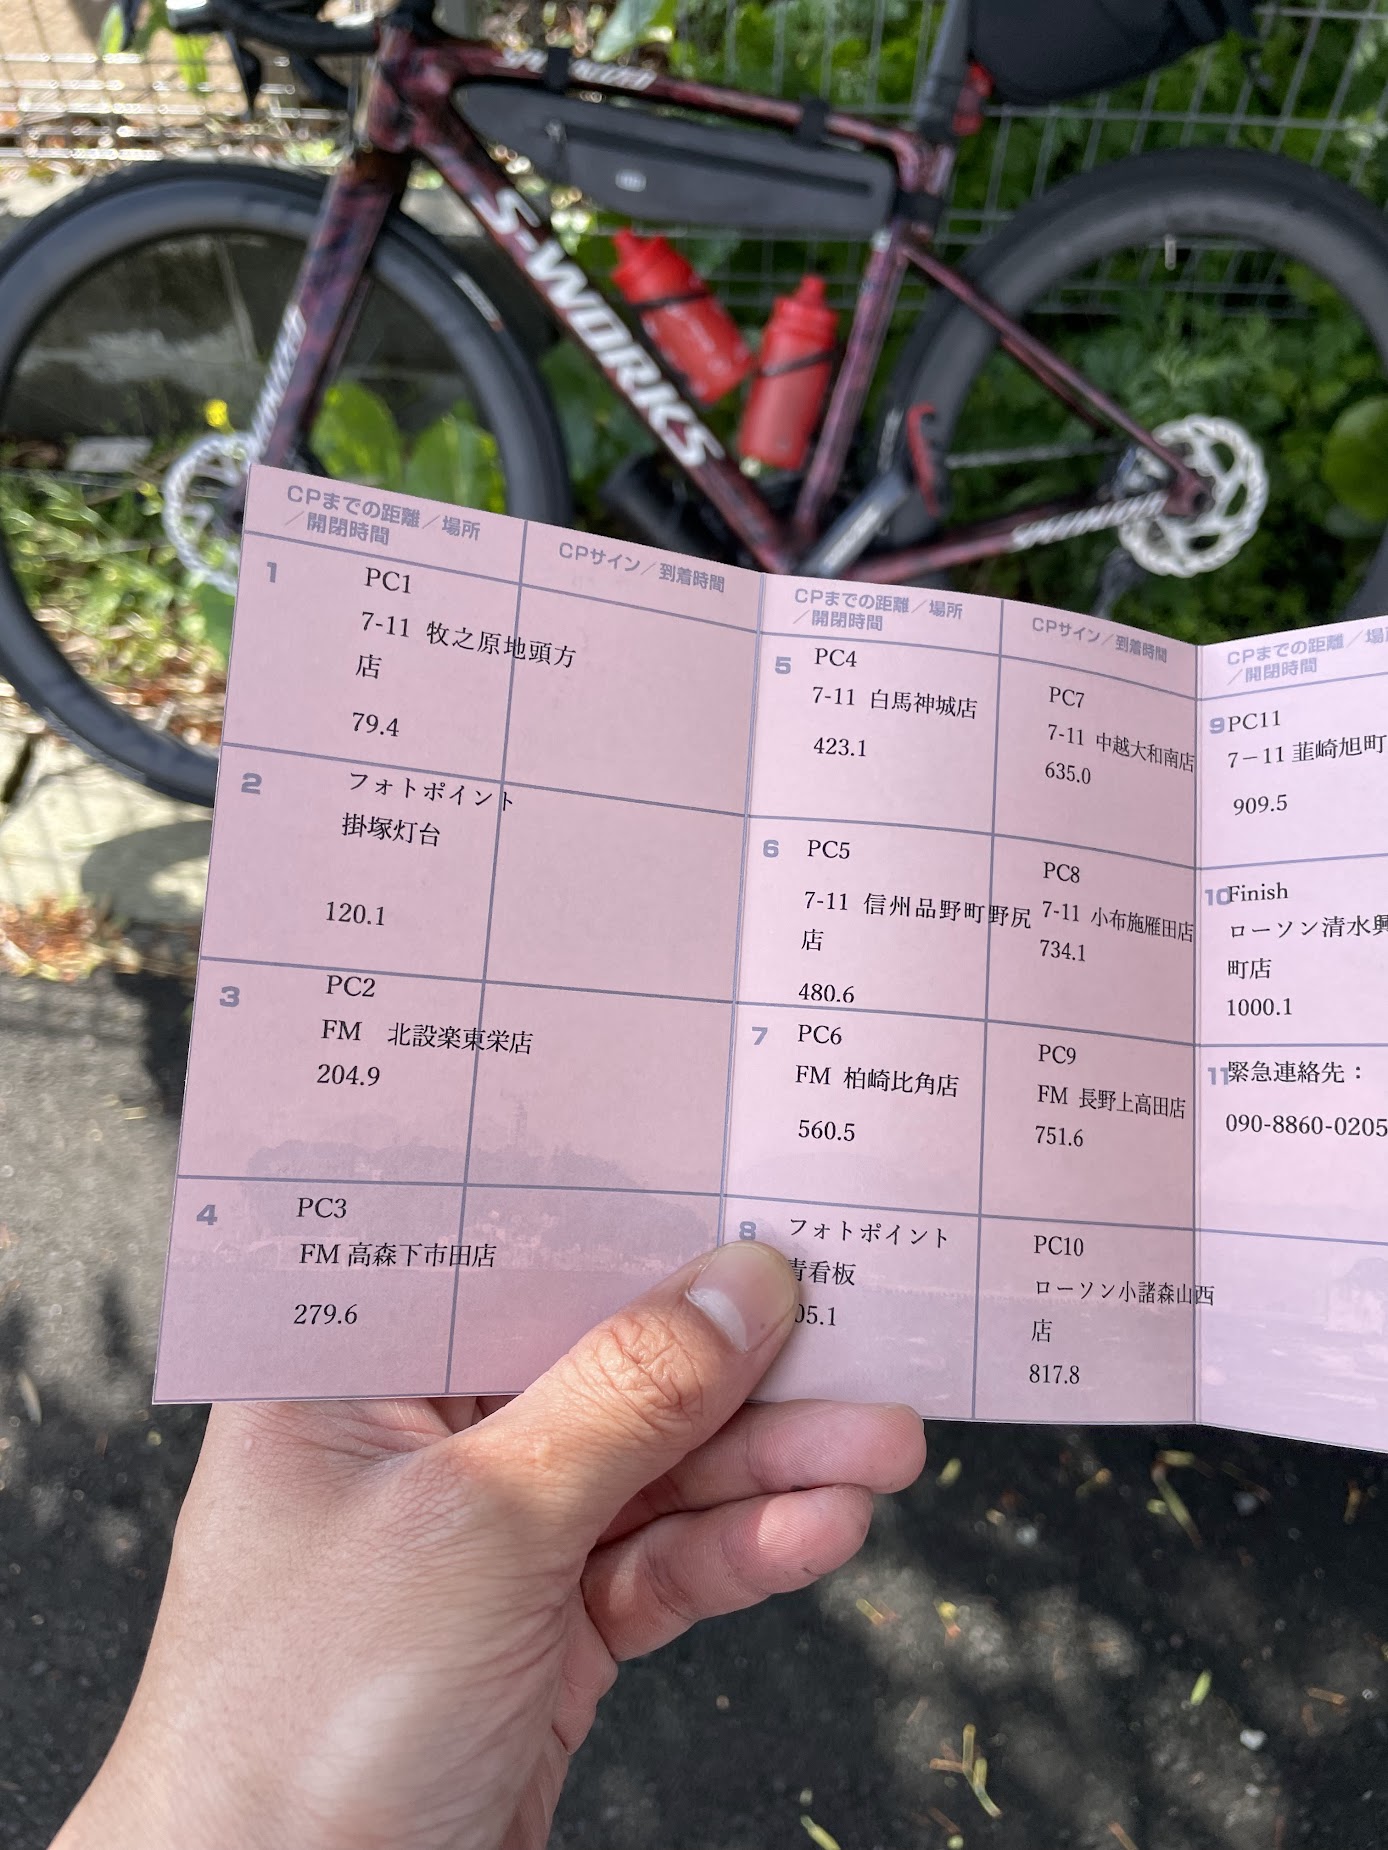 S-WORKS
CPまでの距離／場所
／開閉時間
CPサイン／到着時間
1
PC1
7-11 牧之原地頭方
店
79.4
2
フォトポイント
掛塚灯台
120.1
3
PC2
FM 北設楽東栄店
204.9
4
PC3
FM 高森下市田店
279.6
CPまでの距離／場所
／開閉時間
CPサイン／到着時間
5
PC4
7-11 白馬神城店
423.1
6
PC5
7-11 信州品野町野尻
店
480.6
7
PC6
FM 柏崎比角店
560.5
8
フォトポイント
青看板
05.1
PC7
7-11 中越大和南店
635.0
PC8
7-11 小布施雁田店
734.1
PC9
FM 長野上高田店
751.6
PC10
ローソン小諸森山西
店
817.8
CPまでの距離／場
／開閉時間
9
PC11
7－11 韮崎旭町
909.5
10
Finish
ローソン清水興
町店
1000.1
11
緊急連絡先：
090-8860-0205